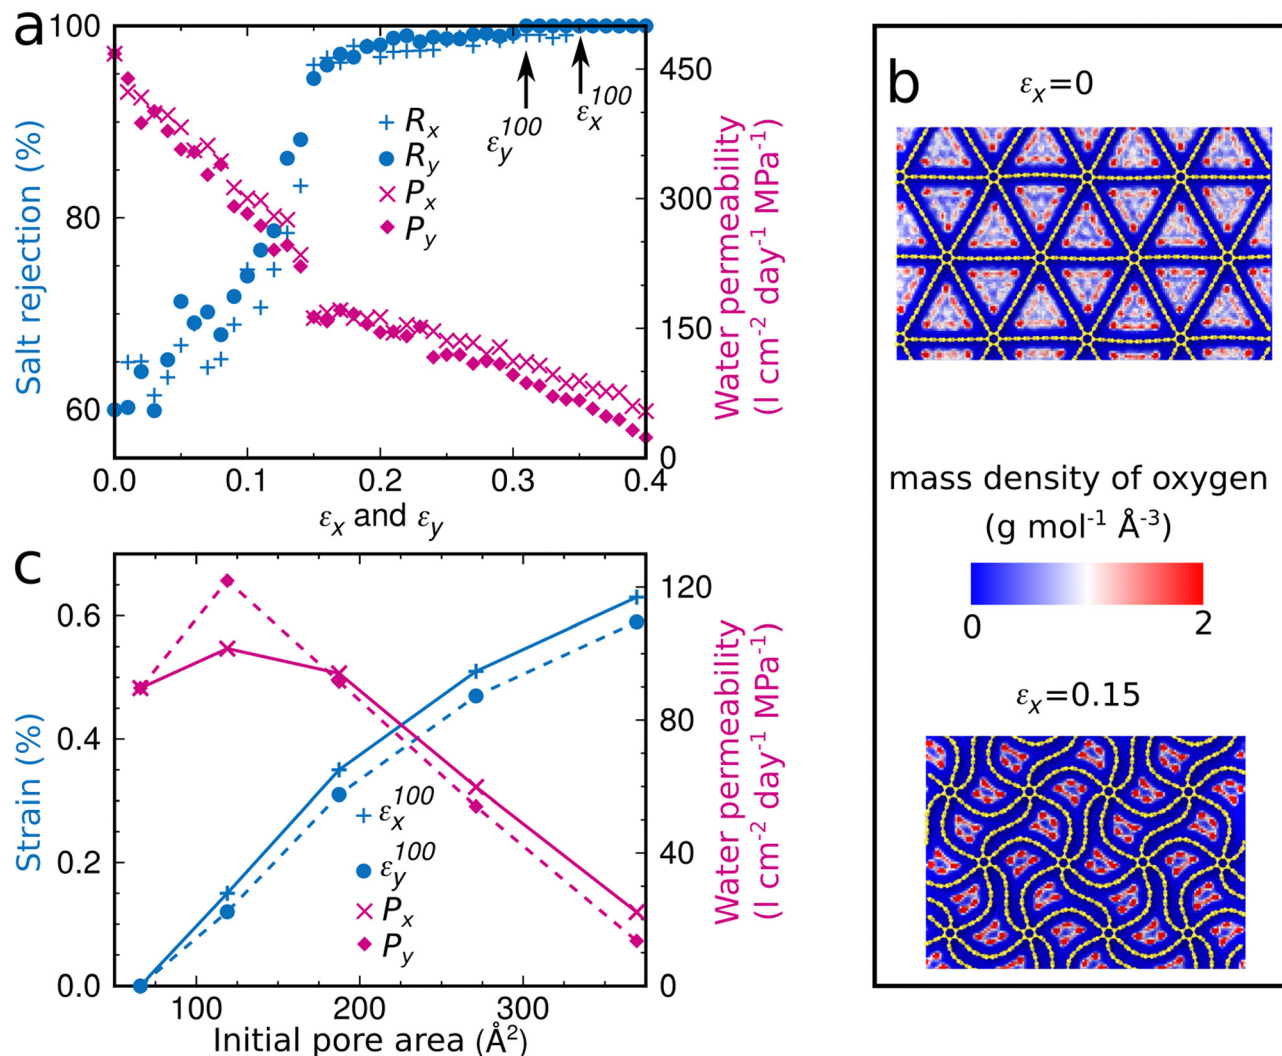 a
100
80
60
Salt rejection (%)
0.0
0.1
0.2
0.3
0.4
εx and εy
450
300
150
0
Water permeability
(l cm-2 day-1 MPa-1)
Rx
Ry
Px
Py
εy100
εx100
b
εx=0
mass density of oxygen
(g mol-1 Å-3)
0
2
εx=0.15
c
0.6
0.4
0.2
0.0
Strain (%)
100
200
300
Initial pore area (Å2)
120
80
40
0
Water permeability
(l cm-2 day-1 MPa-1)
εx100
εy100
Px
Py